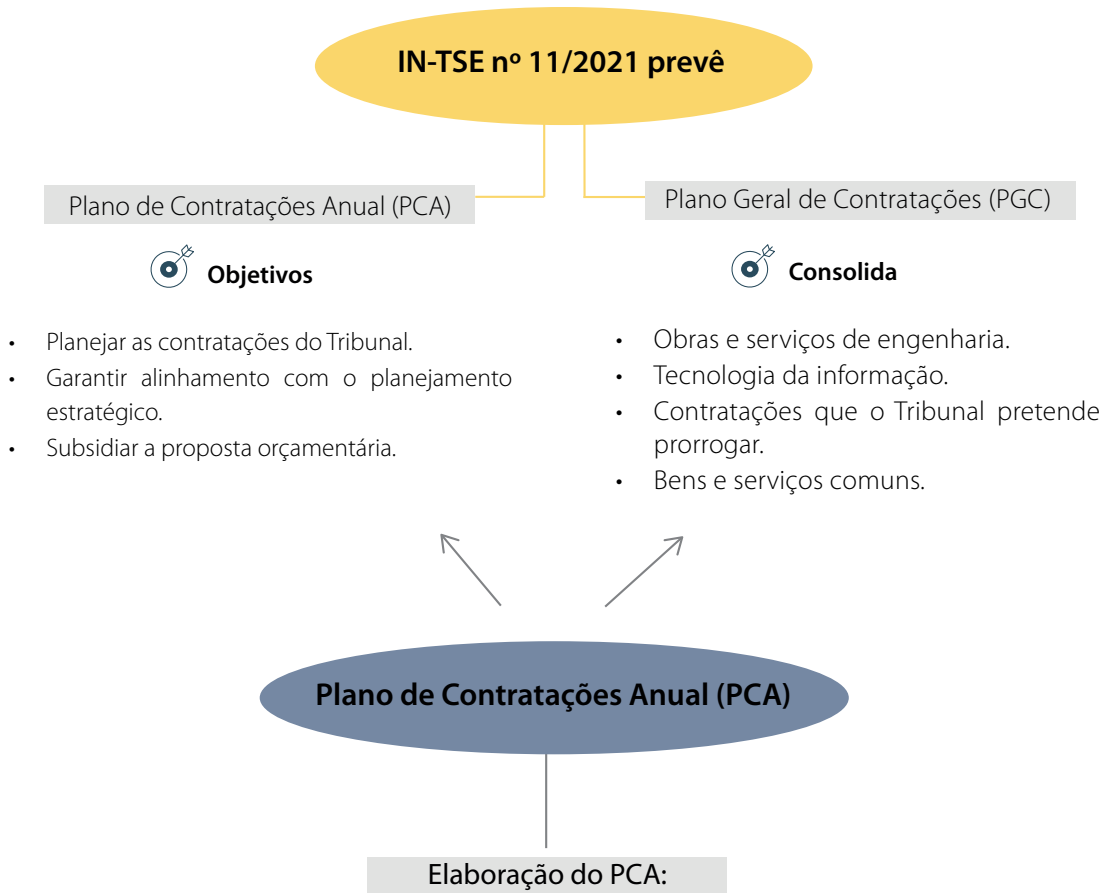 IN-TSE nº 11/2021 prevê
Plano de Contratações Anual (PCA)
Objetivos
• Planejar as contratações do Tribunal.
• Garantir alinhamento com o planejamento
estratégico.
• Subsidiar a proposta orçamentária.
Plano Geral de Contratações (PGC)
Consolida
• Obras e serviços de engenharia.
• Tecnologia da informação.
• Contratações que o Tribunal pretende
prorrogar.
• Bens e serviços comuns.
Plano de Contratações Anual (PCA)
Elaboração do PCA: